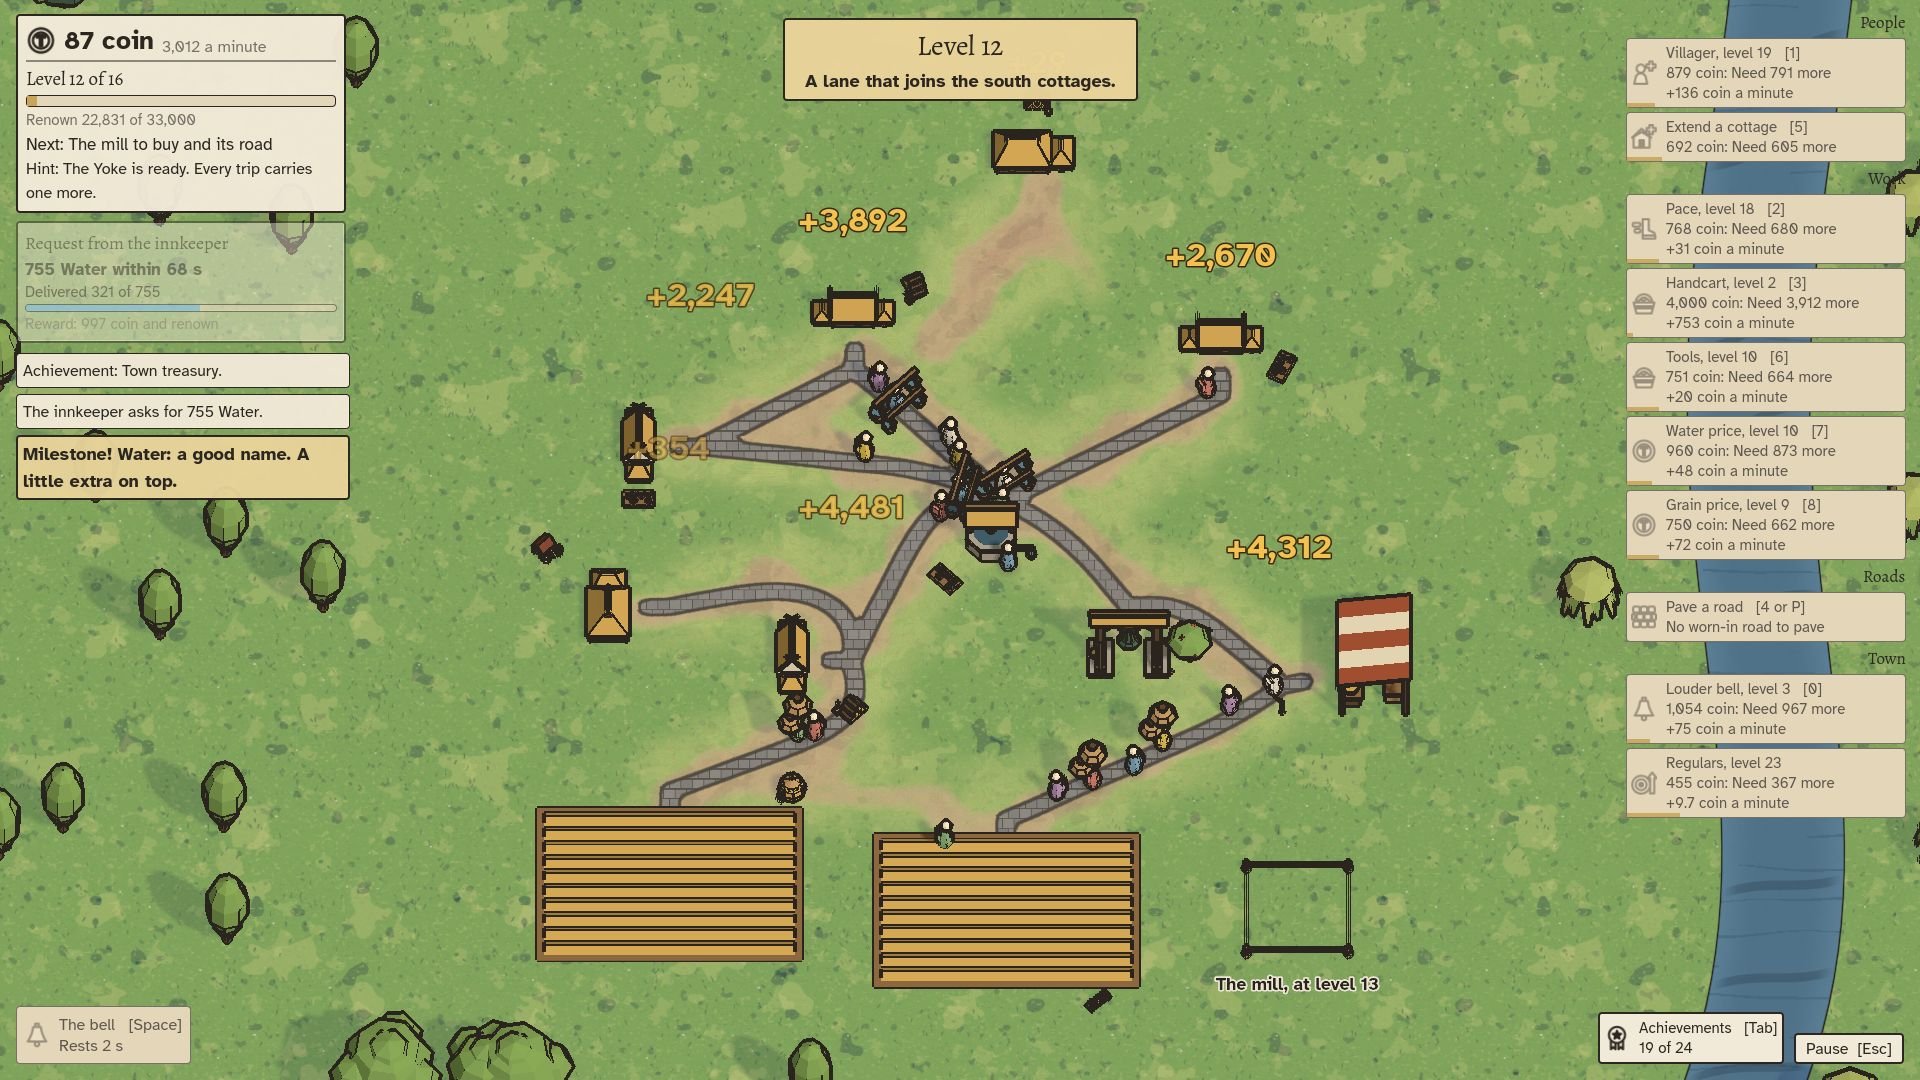 87 coin 3,012 a minute
Level 12 of 16
Renown 22,831 of 33,000
Next: The mill to buy and its road
Hint: The Yoke is ready. Every trip carries
one more.
Request from the innkeeper
755 Water within 68 s
Delivered 321 of 755
Reward: 997 coin and renown
Achievement: Town treasury.
The innkeeper asks for 755 Water.
Milestone! Water: a good name. A
little extra on top.
Level 12
A lane that joins the south cottages.
+3,892
+2,670
+2,247
+354
+4,481
+4,312
The mill, at level 13
People
Villager, level 19 [1]
879 coin: Need 791 more
+136 coin a minute
Extend a cottage [5]
692 coin: Need 605 more
Work
Pace, level 18 [2]
768 coin: Need 680 more
+31 coin a minute
Handcart, level 2 [3]
4,000 coin: Need 3,912 more
+753 coin a minute
Tools, level 10 [6]
751 coin: Need 664 more
+20 coin a minute
Water price, level 10 [7]
960 coin: Need 873 more
+48 coin a minute
Grain price, level 9 [8]
750 coin: Need 662 more
+72 coin a minute
Roads
Pave a road [4 or P]
No worn-in road to pave
Town
Louder bell, level 3 [0]
1,054 coin: Need 967 more
+75 coin a minute
Regulars, level 23
455 coin: Need 367 more
+9.7 coin a minute
The bell [Space]
Rests 2 s
Achievements [Tab]
19 of 24
Pause [Esc]